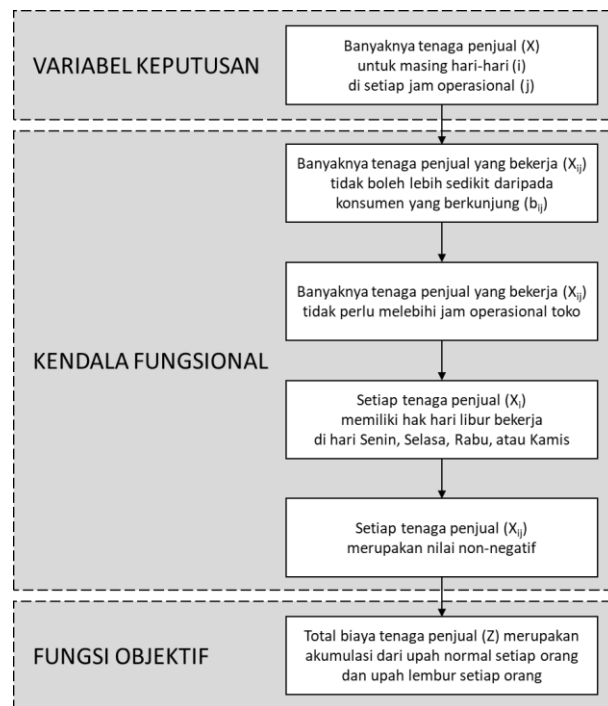 VARIABEL KEPUTUSAN
Banyaknya tenaga penjual (X)
untuk masing hari-hari (i)
di setiap jam operasional (j)
KENDALA FUNGSIONAL
Banyaknya tenaga penjual yang bekerja (Xij)
tidak boleh lebih sedikit daripada
konsumen yang berkunjung (bij)
Banyaknya tenaga penjual yang bekerja (Xij)
tidak perlu melebihi jam operasional toko
Setiap tenaga penjual (Xi)
memiliki hak hari libur bekerja
di hari Senin, Selasa, Rabu, atau Kamis
Setiap tenaga penjual (Xij)
merupakan nilai non-negatif
FUNGSI OBJEKTIF
Total biaya tenaga penjual (Z) merupakan
akumulasi dari upah normal setiap orang
dan upah lembur setiap orang